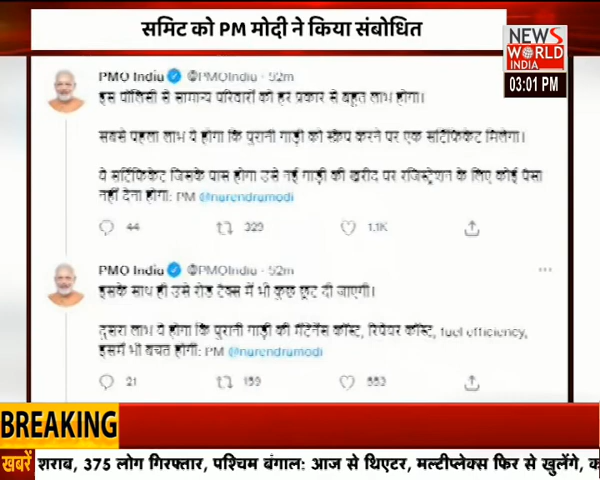 समिट को PM मोदी ने किया संबोधित
NEWS
WORLD
INDIA
03:01 PM
PMO India @PMOIndia · 52m
इस पॉलिसी से सामान्य परिवारों को हर प्रकार से बहुत लाभ होगा।
सबसे पहला लाभ ये होगा कि पुरानी गाड़ी को स्क्रैप करने पर एक सर्टिफिकेट मिलेगा।
ये सर्टिफिकेट जिसके पास होगा उसे नई गाड़ी की खरीद पर रजिस्ट्रेशन के लिए कोई पैसा
नहीं देना होगा: PM @narendramodi
44 329 1.1K
PMO India @PMOIndia · 52m
इसके साथ ही उसे रोड टैक्स में भी कुछ छूट दी जाएगी।
दूसरा लाभ ये होगा कि पुरानी गाड़ी की मैंटेनेंस कॉस्ट, रिपेयर कॉस्ट, fuel efficiency,
इसमें भी बचत होगी: PM @narendramodi
21 159 553
BREAKING
खबरें शराब, 375 लोग गिरफ्तार, पश्चिम बंगाल: आज से थिएटर, मल्टीप्लेक्स फिर से खुलेंगे, क